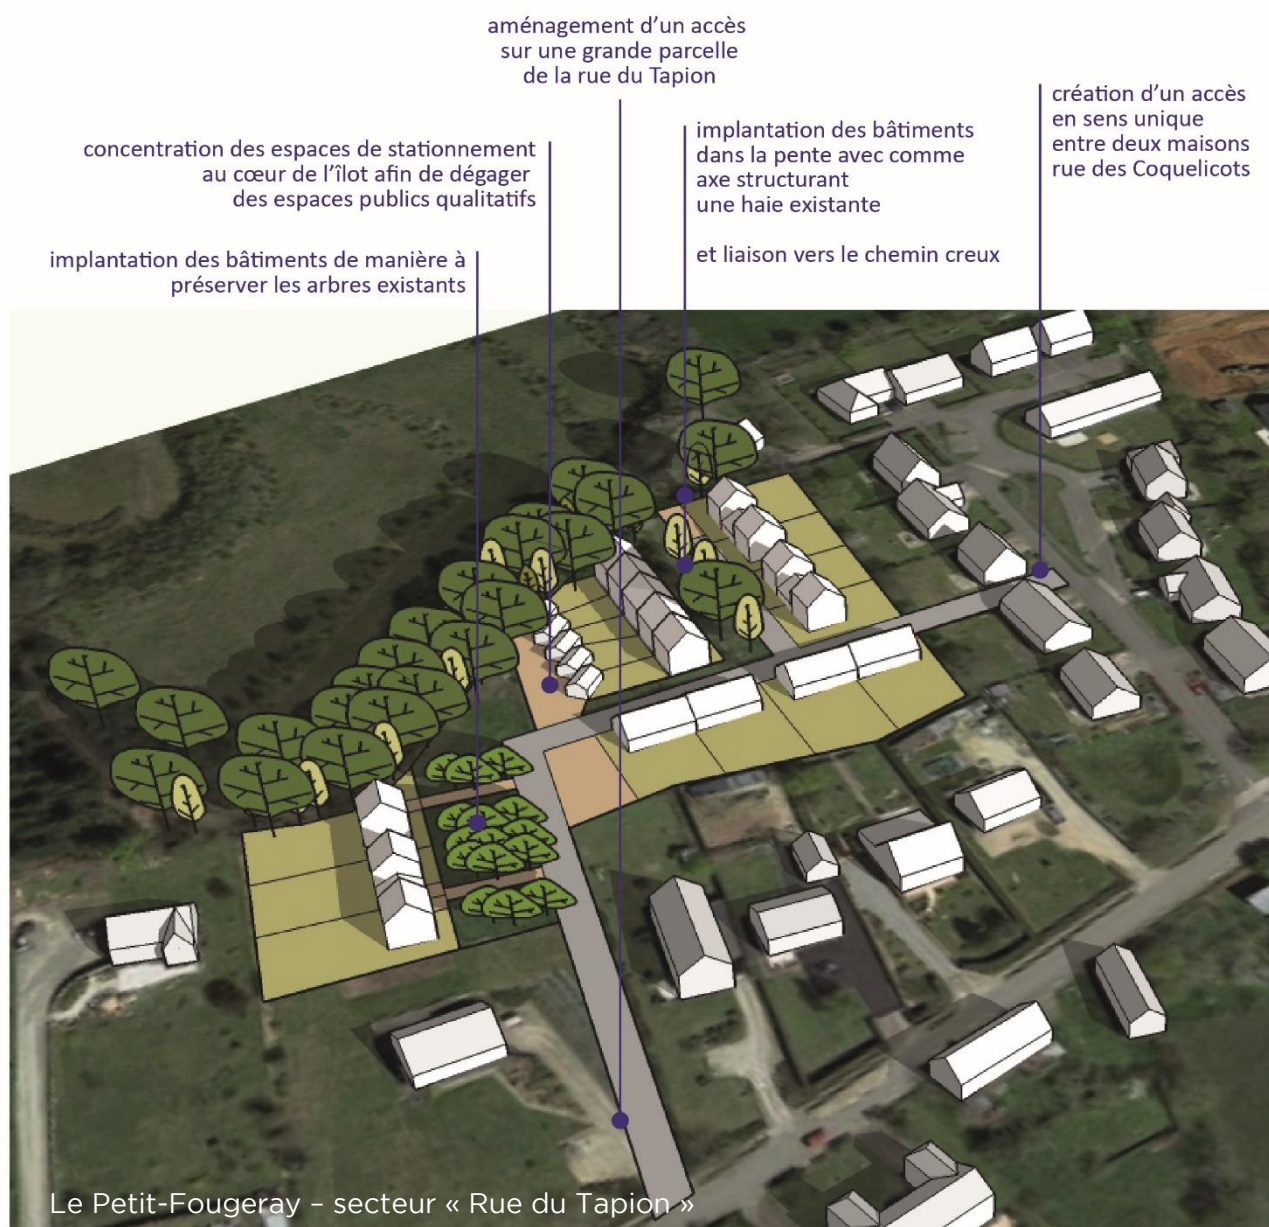 aménagement d’un accès
sur une grande parcelle
de la rue du Tapion
création d’un accès
en sens unique
entre deux maisons
rue des Coquelicots
implantation des bâtiments
dans la pente avec comme
axe structurant
une haie existante
et liaison vers le chemin creux
concentration des espaces de stationnement
au cœur de l’îlot afin de dégager
des espaces publics qualitatifs
implantation des bâtiments de manière à
préserver les arbres existants
Le Petit-Fougeray – secteur « Rue du Tapion »